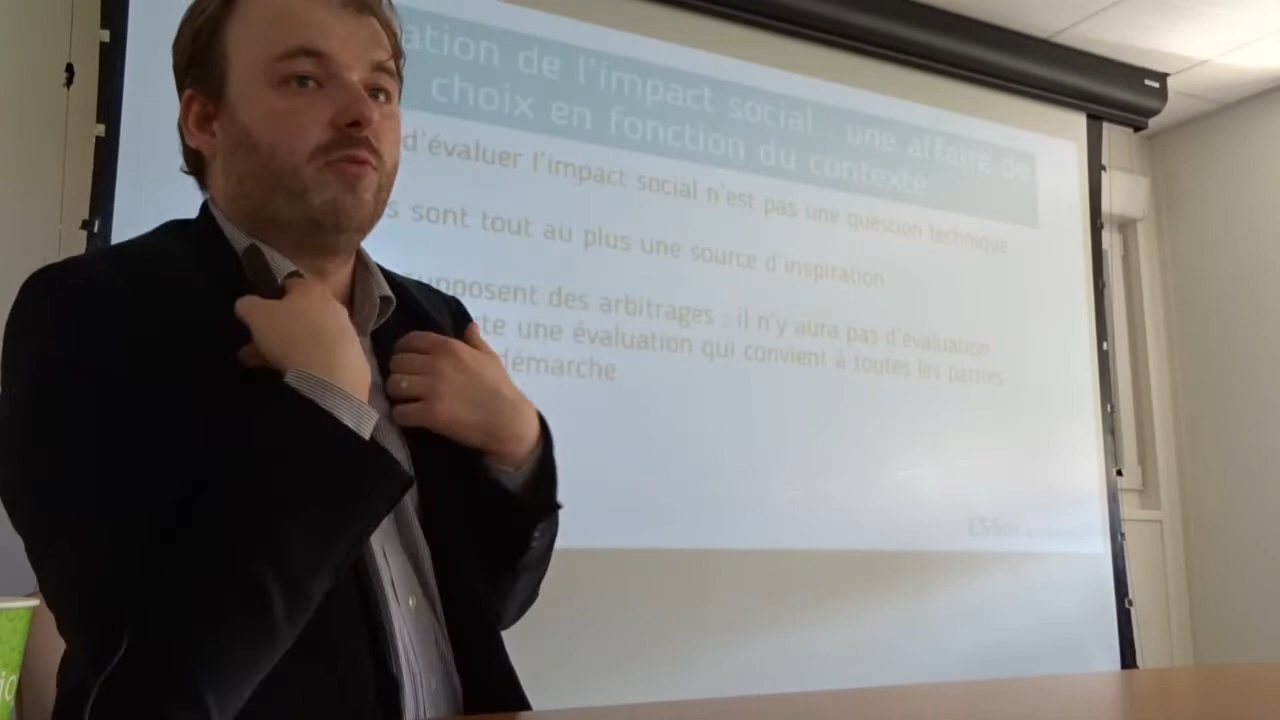 ation de l'impact social : une affaire de
choix en fonction du contexte
d'évaluer l'impact social n'est pas une question technique
s sont tout au plus une source d'inspiration
supposent des arbitrages : il n'y aura pas d'évaluation
te une évaluation qui convient à toutes les parties
démarche